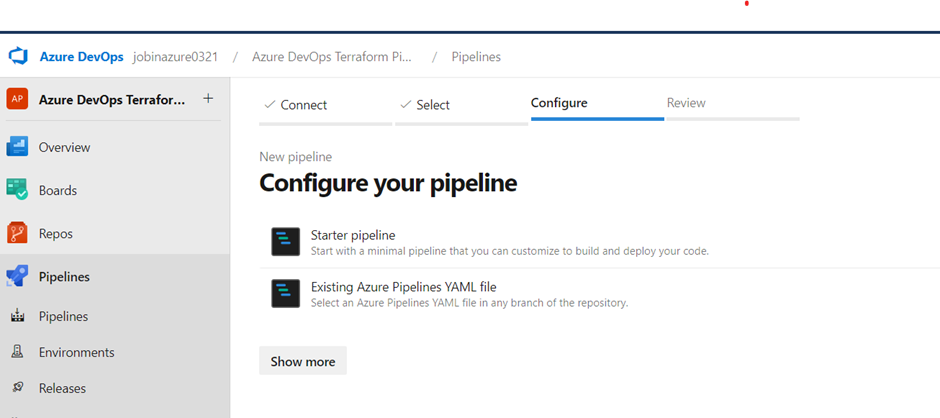 Azure DevOps jobinazure0321 / Azure DevOps Terraform Pi... / Pipelines
AP Azure DevOps Terrafor... +
Overview
Boards
Repos
Pipelines
Pipelines
Environments
Releases
Connect Select Configure Review
New pipeline
Configure your pipeline
Starter pipeline
Start with a minimal pipeline that you can customize to build and deploy your code.
Existing Azure Pipelines YAML file
Select an Azure Pipelines YAML file in any branch of the repository.
Show more